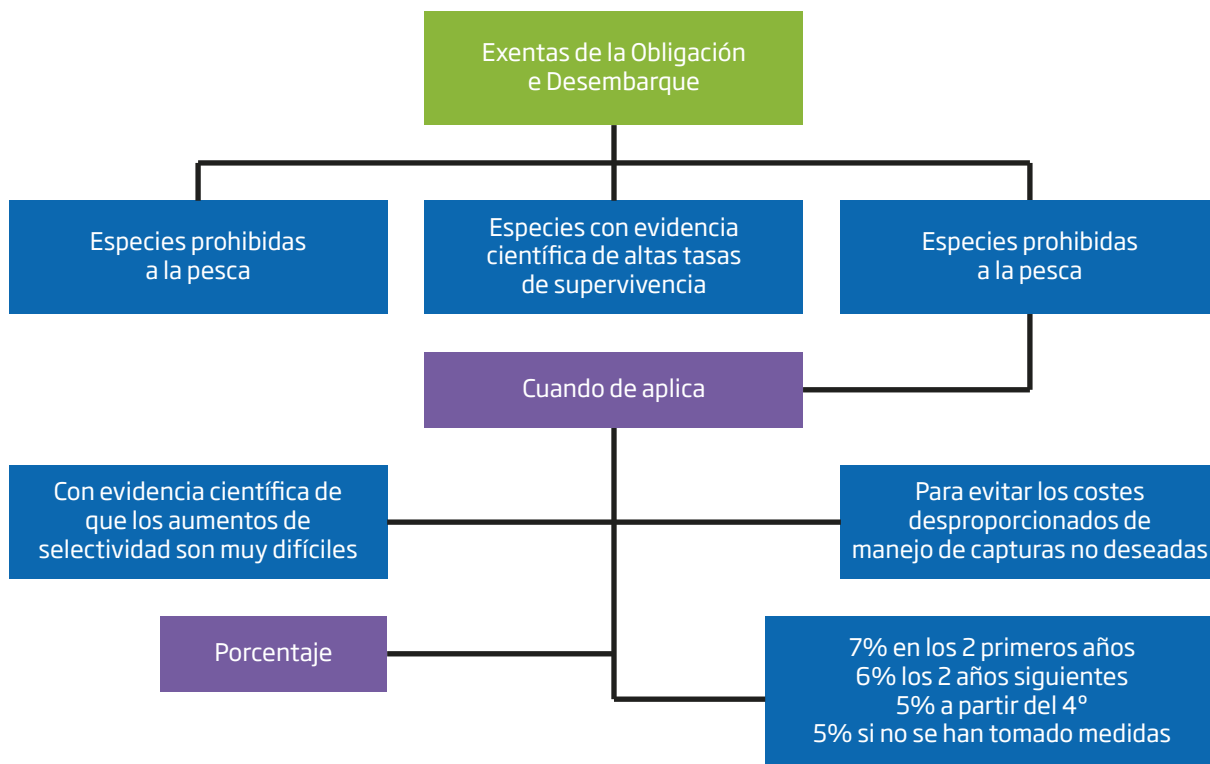 Exentas de la Obligación
e Desembarque
Especies prohibidas
a la pesca
Especies con evidencia
científica de altas tasas
de supervivencia
Especies prohibidas
a la pesca
Cuando de aplica
Con evidencia científica de
que los aumentos de
selectividad son muy difíciles
Para evitar los costes
desproporcionados de
manejo de capturas no deseadas
Porcentaje
7% en los 2 primeros años
6% los 2 años siguientes
5% a partir del 4º
5% si no se han tomado medidas